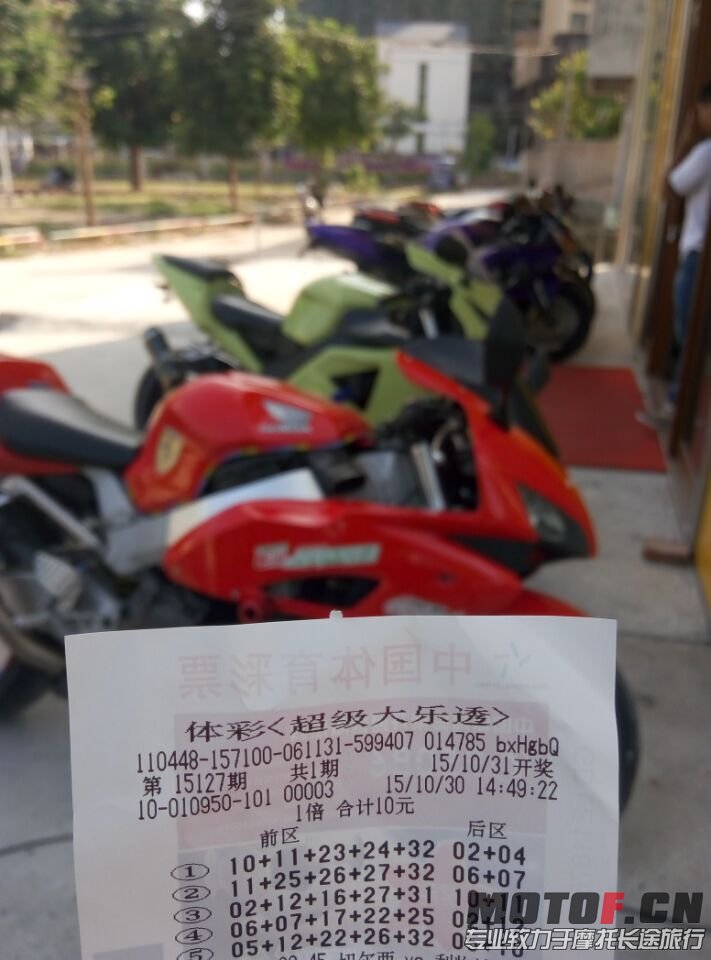 HONDA
中国体育彩票
体彩<超级大乐透>
110448-157100-061131-599407 014785 bxHgbQ
第 15127期 共1期 15/10/31开奖
10-010950-101 00003 15/10/30 14:49:22
1倍 合计10元
前区 后区
① 10+11+23+24+32 02+04
② 11+25+26+27+32 06+07
③ 02+12+16+27+31
④ 06+07+17+22+25
⑤ 05+12+22+26+32
MOTOF.CN
专业致力于摩托长途旅行